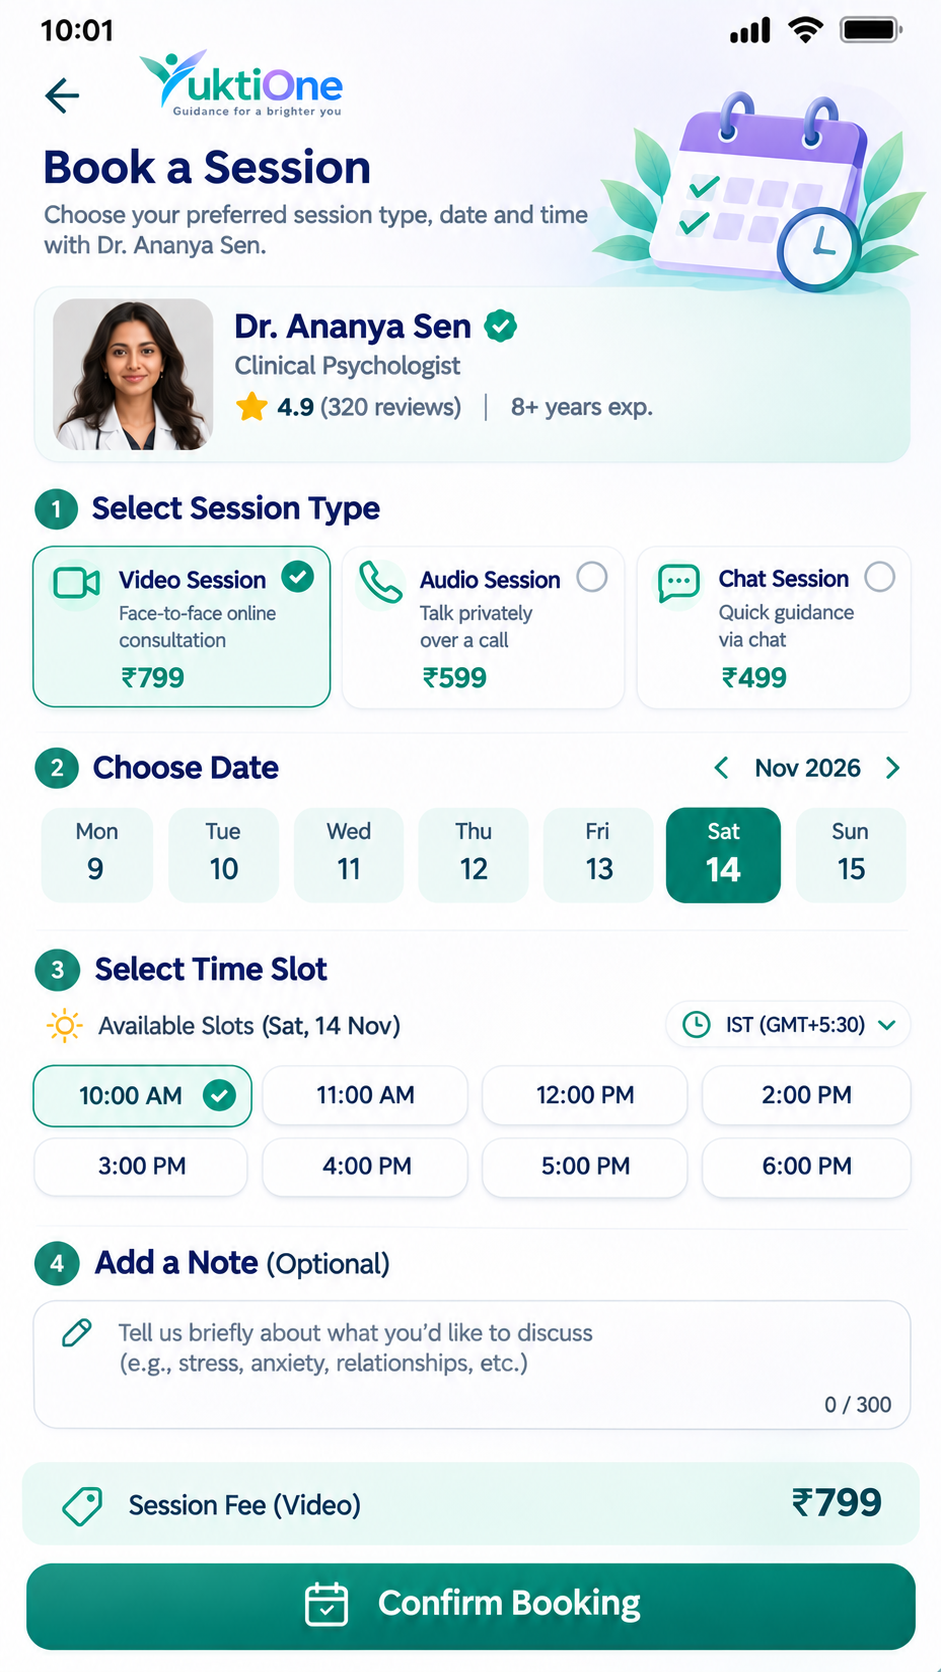 10:01
YuktiOne
Guidance for a brighter you
Book a Session
Choose your preferred session type, date and time
with Dr. Ananya Sen.
Dr. Ananya Sen
Clinical Psychologist
4.9 (320 reviews) | 8+ years exp.
1 Select Session Type
Video Session
Face-to-face online
consultation
₹799
Audio Session
Talk privately
over a call
₹599
Chat Session
Quick guidance
via chat
₹499
2 Choose Date
< Nov 2026 >
Mon Tue Wed Thu Fri Sat Sun
9 10 11 12 13 14 15
3 Select Time Slot
Available Slots (Sat, 14 Nov)
IST (GMT+5:30)
10:00 AM 11:00 AM 12:00 PM 2:00 PM
3:00 PM 4:00 PM 5:00 PM 6:00 PM
4 Add a Note (Optional)
Tell us briefly about what you’d like to discuss
(e.g., stress, anxiety, relationships, etc.)
0 / 300
Session Fee (Video) ₹799
Confirm Booking